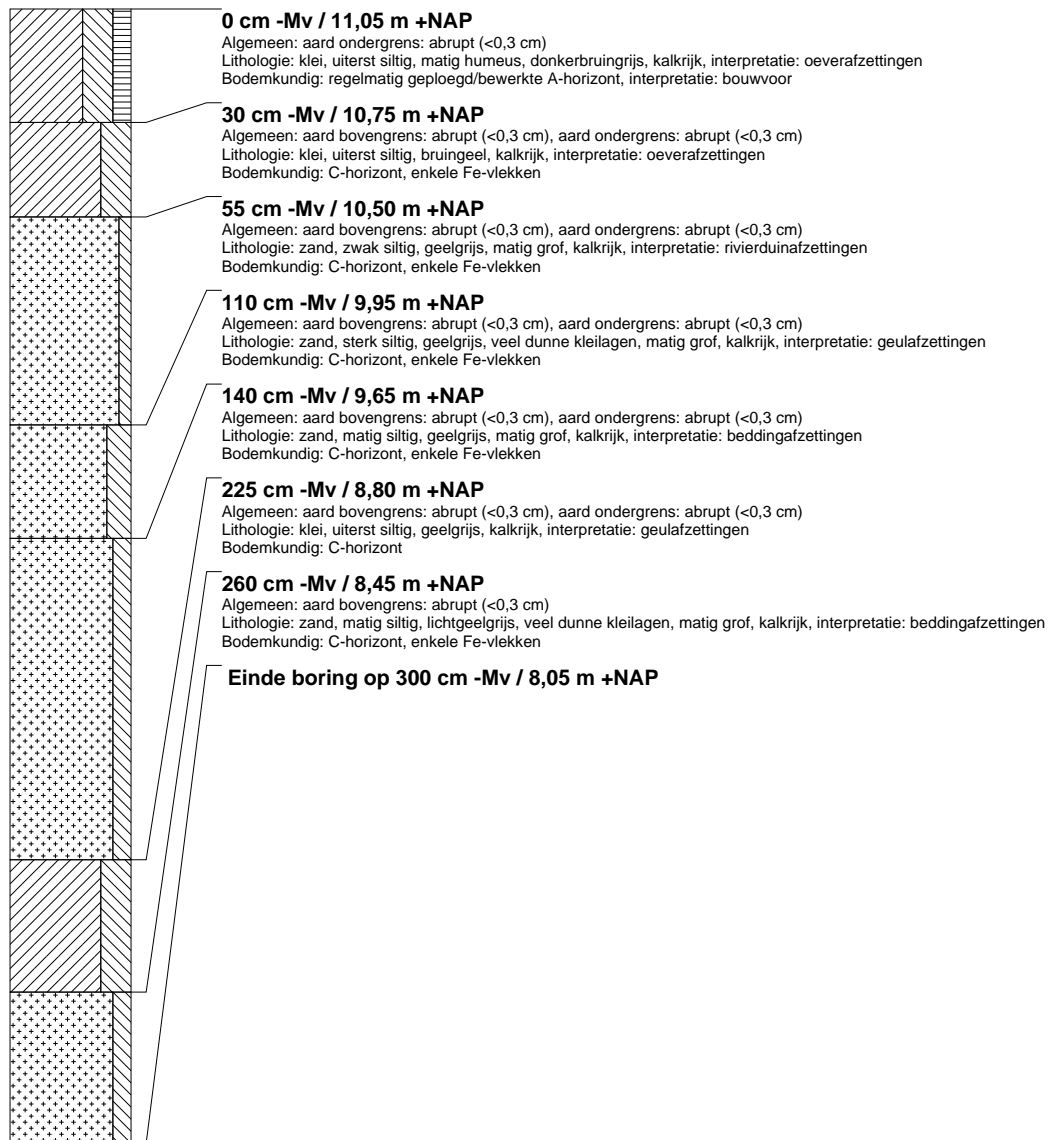 0 cm -Mv / 11,05 m +NAP
Algemeen: aard ondergrens: abrupt (<0,3 cm)
Lithologie: klei, uiterst siltig, matig humeus, donkerbruingrijs, kalkrijk, interpretatie: oeverafzettingen
Bodemkundig: regelmatig geploegd/bewerkte A-horizont, interpretatie: bouwvoor
30 cm -Mv / 10,75 m +NAP
Algemeen: aard bovengrens: abrupt (<0,3 cm), aard ondergrens: abrupt (<0,3 cm)
Lithologie: klei, uiterst siltig, bruingeel, kalkrijk, interpretatie: oeverafzettingen
Bodemkundig: C-horizont, enkele Fe-vlekken
55 cm -Mv / 10,50 m +NAP
Algemeen: aard bovengrens: abrupt (<0,3 cm), aard ondergrens: abrupt (<0,3 cm)
Lithologie: zand, zwak siltig, geelgrijs, matig grof, kalkrijk, interpretatie: rivierduinafzettingen
Bodemkundig: C-horizont, enkele Fe-vlekken
110 cm -Mv / 9,95 m +NAP
Algemeen: aard bovengrens: abrupt (<0,3 cm), aard ondergrens: abrupt (<0,3 cm)
Lithologie: zand, sterk siltig, geelgrijs, veel dunne kleilagen, matig grof, kalkrijk, interpretatie: geulafzettingen
Bodemkundig: C-horizont, enkele Fe-vlekken
140 cm -Mv / 9,65 m +NAP
Algemeen: aard bovengrens: abrupt (<0,3 cm), aard ondergrens: abrupt (<0,3 cm)
Lithologie: zand, matig siltig, geelgrijs, matig grof, kalkrijk, interpretatie: beddingafzettingen
Bodemkundig: C-horizont, enkele Fe-vlekken
225 cm -Mv / 8,80 m +NAP
Algemeen: aard bovengrens: abrupt (<0,3 cm), aard ondergrens: abrupt (<0,3 cm)
Lithologie: klei, uiterst siltig, geelgrijs, kalkrijk, interpretatie: geulafzettingen
Bodemkundig: C-horizont
260 cm -Mv / 8,45 m +NAP
Algemeen: aard bovengrens: abrupt (<0,3 cm)
Lithologie: zand, matig siltig, lichtgeelgrijs, veel dunne kleilagen, matig grof, kalkrijk, interpretatie: beddingafzettingen
Bodemkundig: C-horizont, enkele Fe-vlekken
Einde boring op 300 cm -Mv / 8,05 m +NAP